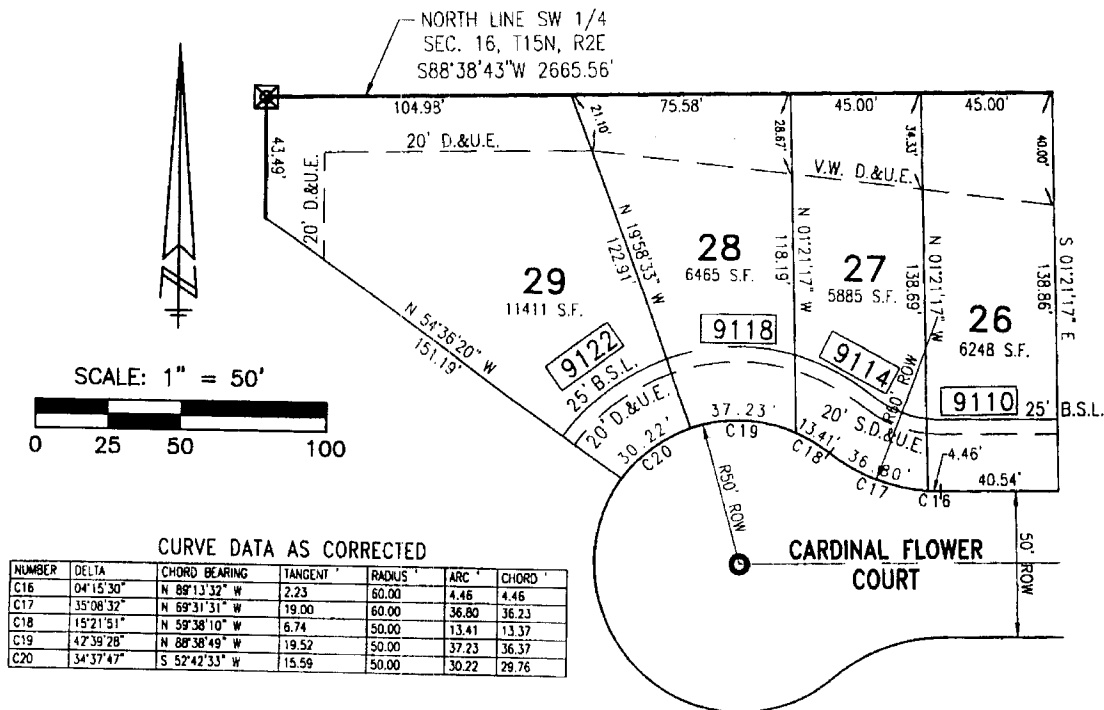 NORTH LINE SW 1/4
SEC. 16, T15N, R2E
S88°38'43"W 2665.56'
104.98'
75.58'
45.00'
45.00'
43.49'
20' D.&U.E.
20' D.&U.E.
21.10'
28.67'
34.33'
40.00'
V.W. D.&U.E.
N 19°58'33" W
122.91'
N 01°21'17" W
118.19'
N 01°21'17" W
138.69'
S 01°21'17" E
138.86'
29
11411 S.F.
28
6465 S.F.
27
5885 S.F.
26
6248 S.F.
N 54°36'20" W
151.19'
9122
9118
9114
9110
25' B.S.L.
25' B.S.L.
20' D.&U.E.
20' S.D.&U.E.
R60' ROW
30.22'
C20
37.23'
C19
13.41'
C18
36.80'
C17
C16
4.46'
40.54'
R50' ROW
50' ROW
CARDINAL FLOWER
COURT
SCALE: 1" = 50'
0 25 50 100
CURVE DATA AS CORRECTED
NUMBER DELTA CHORD BEARING TANGENT ' RADIUS ' ARC ' CHORD '
C16 04°15'30" N 89°13'32" W 2.23 60.00 4.46 4.46
C17 35°08'32" N 69°31'31" W 19.00 60.00 36.80 36.23
C18 15°21'51" N 59°38'10" W 6.74 50.00 13.41 13.37
C19 42°39'28" N 88°38'49" W 19.52 50.00 37.23 36.37
C20 34°37'47" S 52°42'33" W 15.59 50.00 30.22 29.76